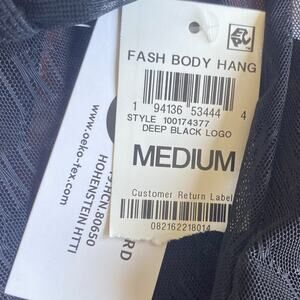 FASH BODY HANG
1 94136 53444 4
STYLE 100174377
DEEP BLACK LOGO
MEDIUM
Customer Return Label
082162218014
www.oeko-tex.com
HCN.80650
HOHENSTEIN HTTI